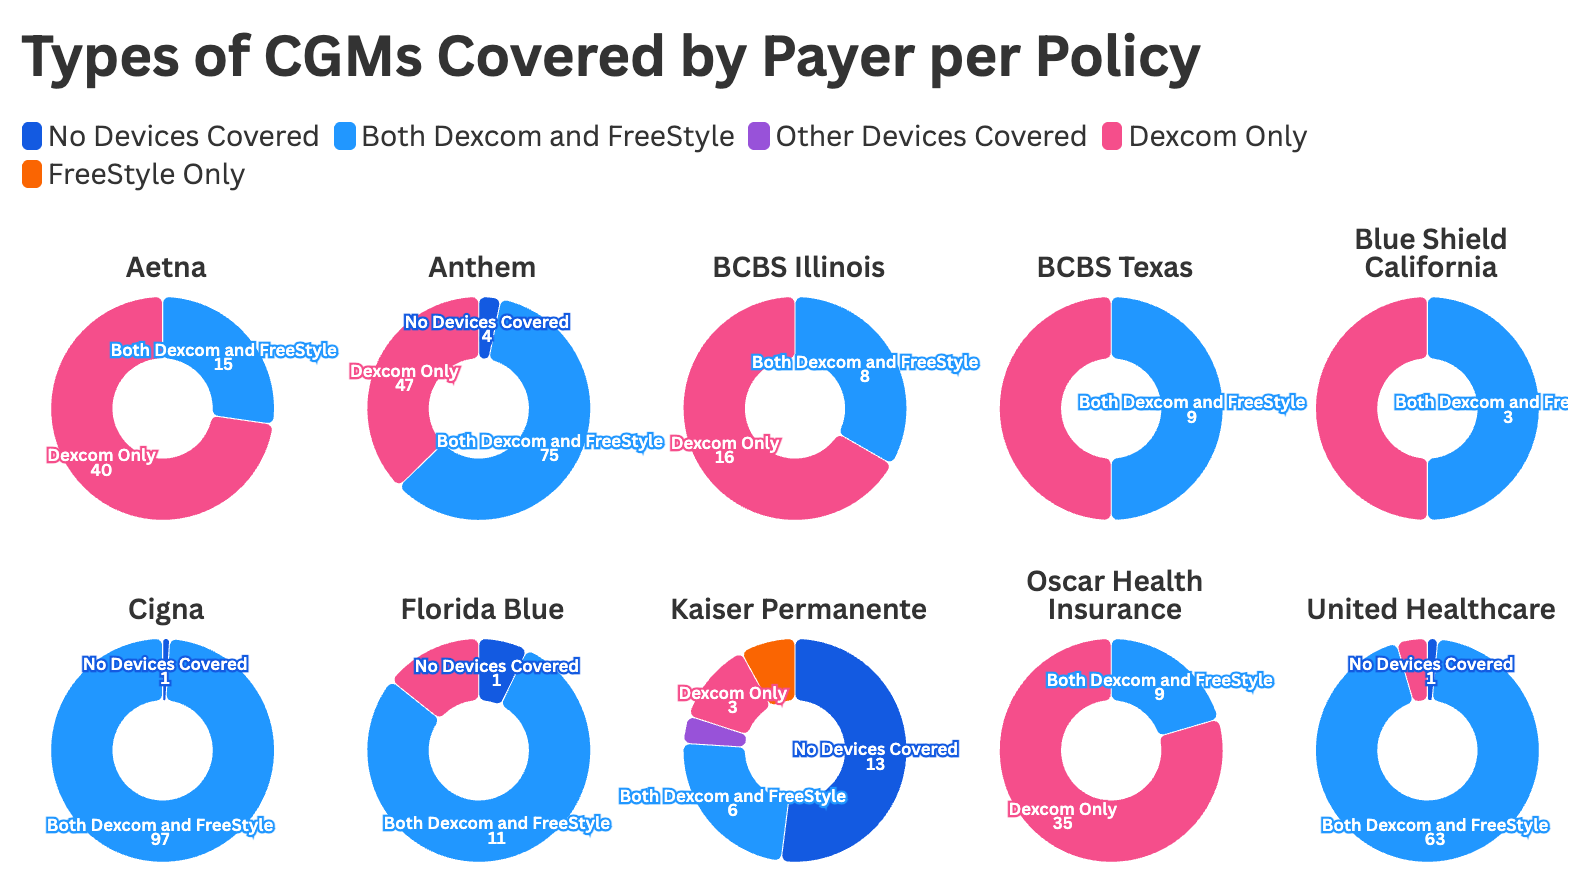 Types of CGMs Covered by Payer per Policy
No Devices Covered
Both Dexcom and FreeStyle
Other Devices Covered
Dexcom Only
FreeStyle Only
Aetna
Both Dexcom and FreeStyle
15
Dexcom Only
40
Anthem
No Devices Covered
4
Dexcom Only
47
Both Dexcom and FreeStyle
75
BCBS Illinois
Both Dexcom and FreeStyle
8
Dexcom Only
16
BCBS Texas
Both Dexcom and FreeStyle
9
Blue Shield
California
Both Dexcom and Fre
3
Cigna
No Devices Covered
1
Both Dexcom and FreeStyle
97
Florida Blue
No Devices Covered
1
Both Dexcom and FreeStyle
11
Kaiser Permanente
Dexcom Only
3
No Devices Covered
13
Both Dexcom and FreeStyle
6
Oscar Health
Insurance
Both Dexcom and FreeStyle
9
Dexcom Only
35
United Healthcare
No Devices Covered
1
Both Dexcom and FreeStyle
63